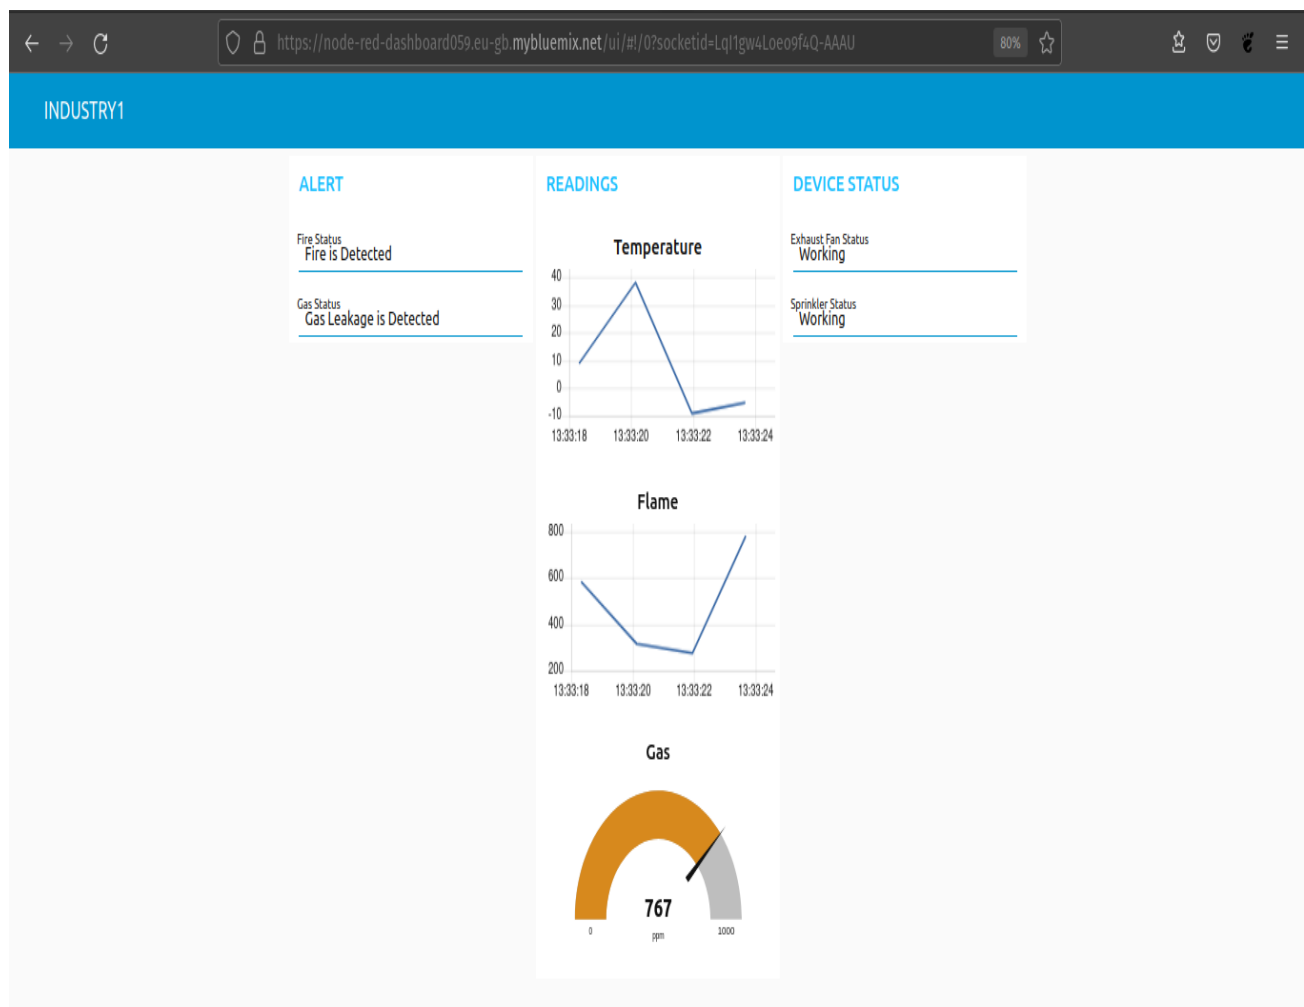 https://node-red-dashboard059.eu-gb.mybluemix.net/ui/#!/0?socketid=LqI1gw4Loeo9f4Q-AAAU
80%
INDUSTRY1
ALERT
Fire Status
Fire is Detected
Gas Status
Gas Leakage is Detected
READINGS
Temperature
40
30
20
10
0
-10
13:33:18 13:33:20 13:33:22 13:33:24
Flame
800
600
400
200
13:33:18 13:33:20 13:33:22 13:33:24
Gas
767
0 ppm 1000
DEVICE STATUS
Exhaust Fan Status
Working
Sprinkler Status
Working